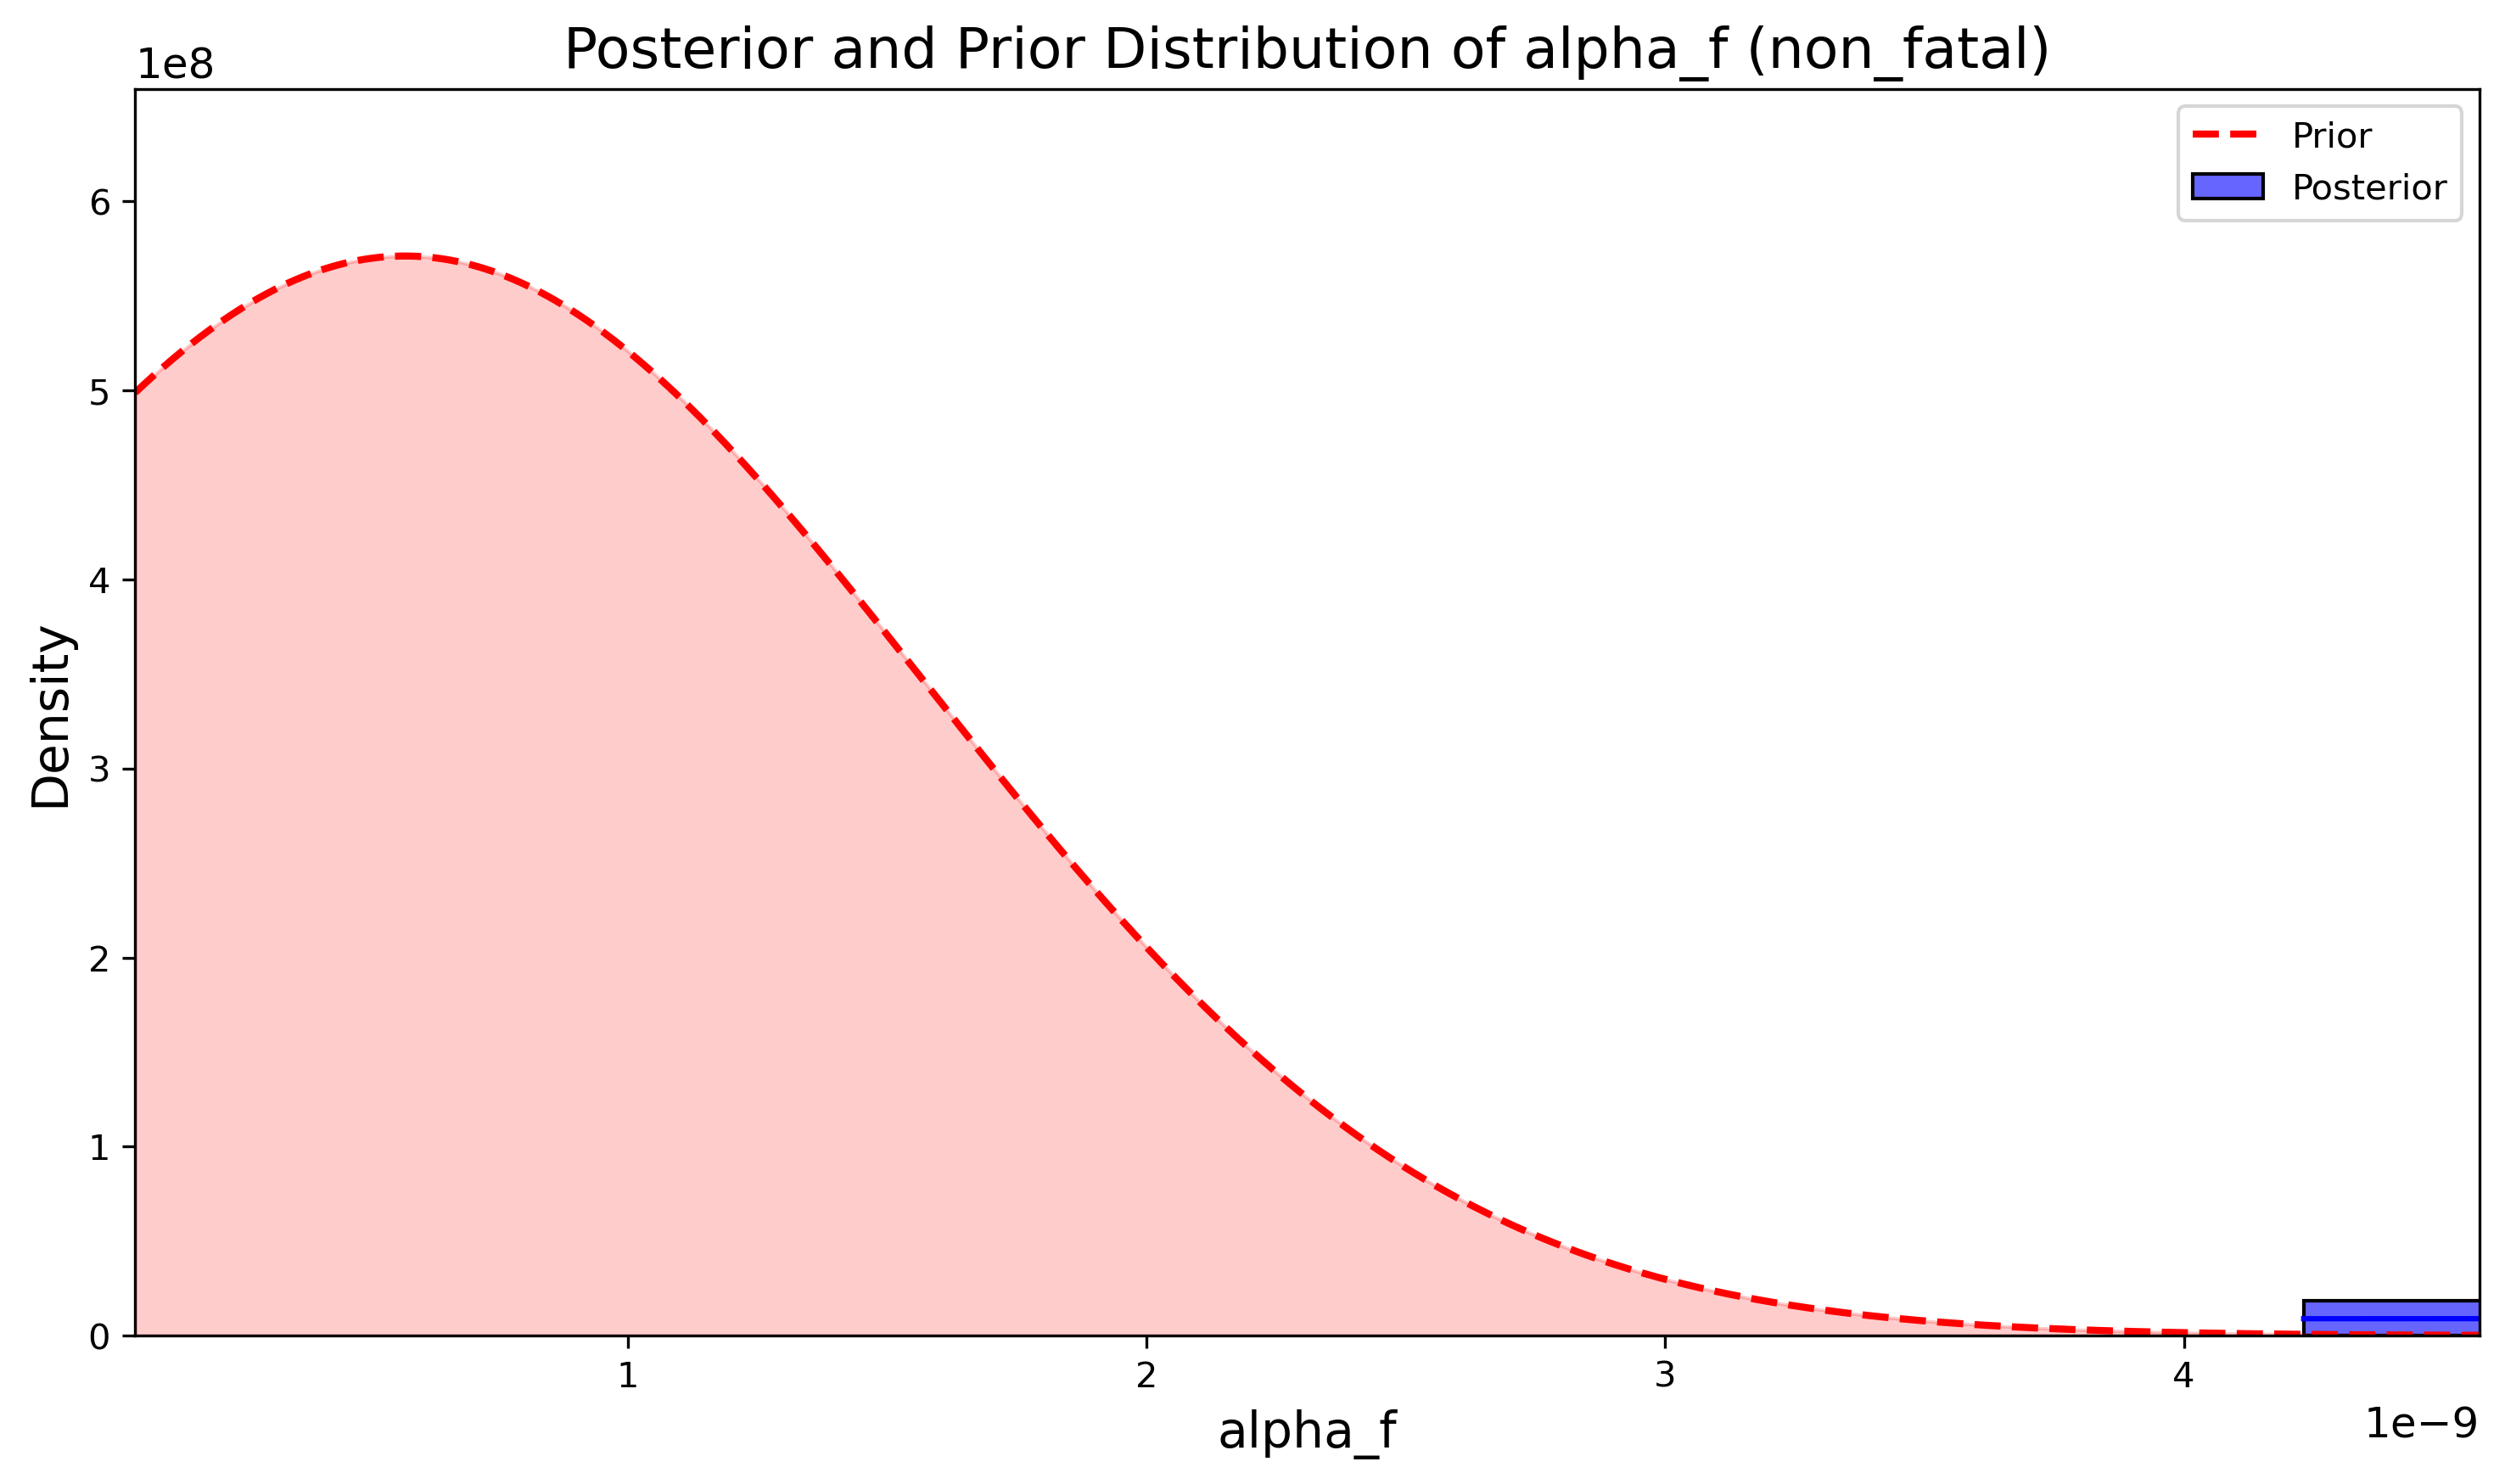 Posterior and Prior Distribution of alpha_f (non_fatal)
1e8
Prior
Posterior
6
5
4
3
2
1
0
Density
1
2
3
4
1e−9
alpha_f